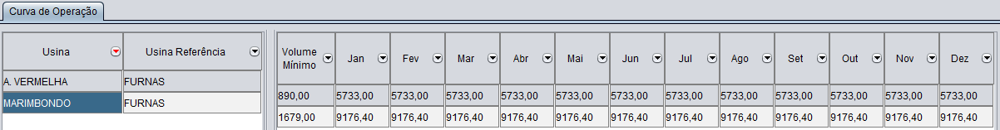 Curva de Operação
Usina Usina Referência Volume Mínimo Jan Fev Mar Abr Mai Jun Jul Ago Set Out Nov Dez
A. VERMELHA FURNAS 890,00 5733,00 5733,00 5733,00 5733,00 5733,00 5733,00 5733,00 5733,00 5733,00 5733,00 5733,00 5733,00
MARIMBONDO FURNAS 1679,00 9176,40 9176,40 9176,40 9176,40 9176,40 9176,40 9176,40 9176,40 9176,40 9176,40 9176,40 9176,40